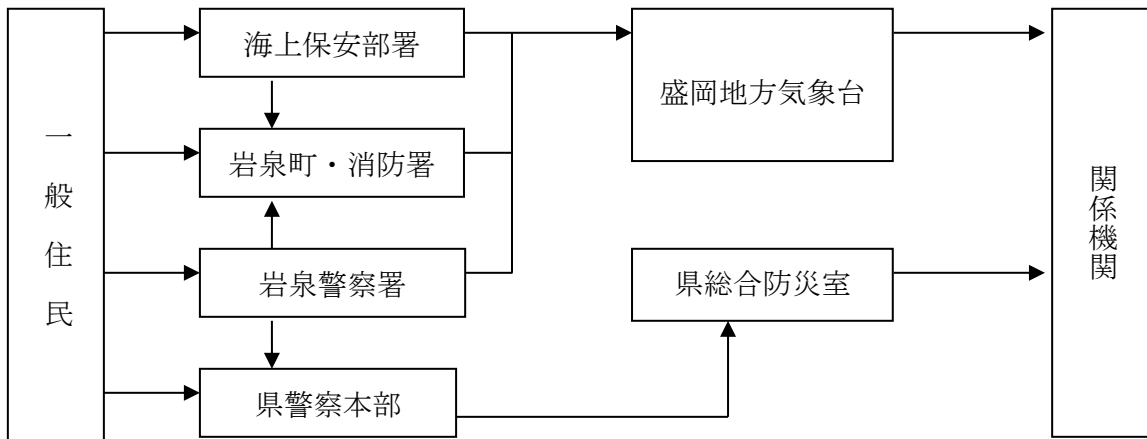 一般住民
海上保安部署
岩泉町・消防署
岩泉警察署
県警察本部
盛岡地方気象台
県総合防災室
関係機関